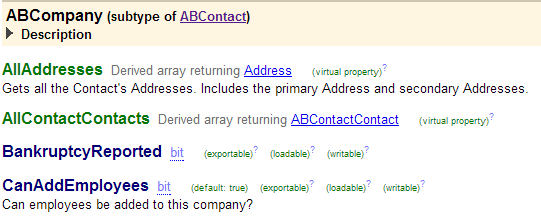 ABCompany (subtype of ABContact)
Description
AllAddresses Derived array returning Address (virtual property)?
Gets all the Contact's Addresses. Includes the primary Address and secondary Addresses.
AllContactContacts Derived array returning ABContactContact (virtual property)?
BankruptcyReported bit (exportable)? (loadable)? (writable)?
CanAddEmployees bit (default: true) (exportable)? (loadable)? (writable)?
Can employees be added to this company?